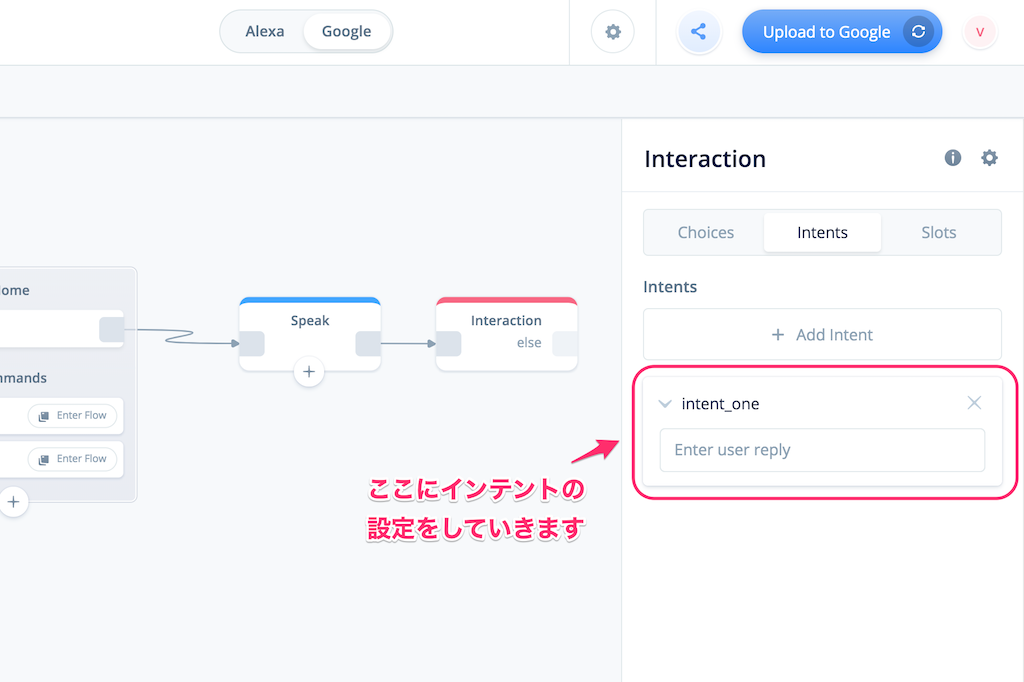 Alexa
Google
Upload to Google
V
Interaction
Choices
Intents
Slots
Intents
+ Add Intent
intent_one
Enter user reply
Speak
Interaction
else
Enter Flow
Enter Flow
ここにインテントの
設定をしていきます